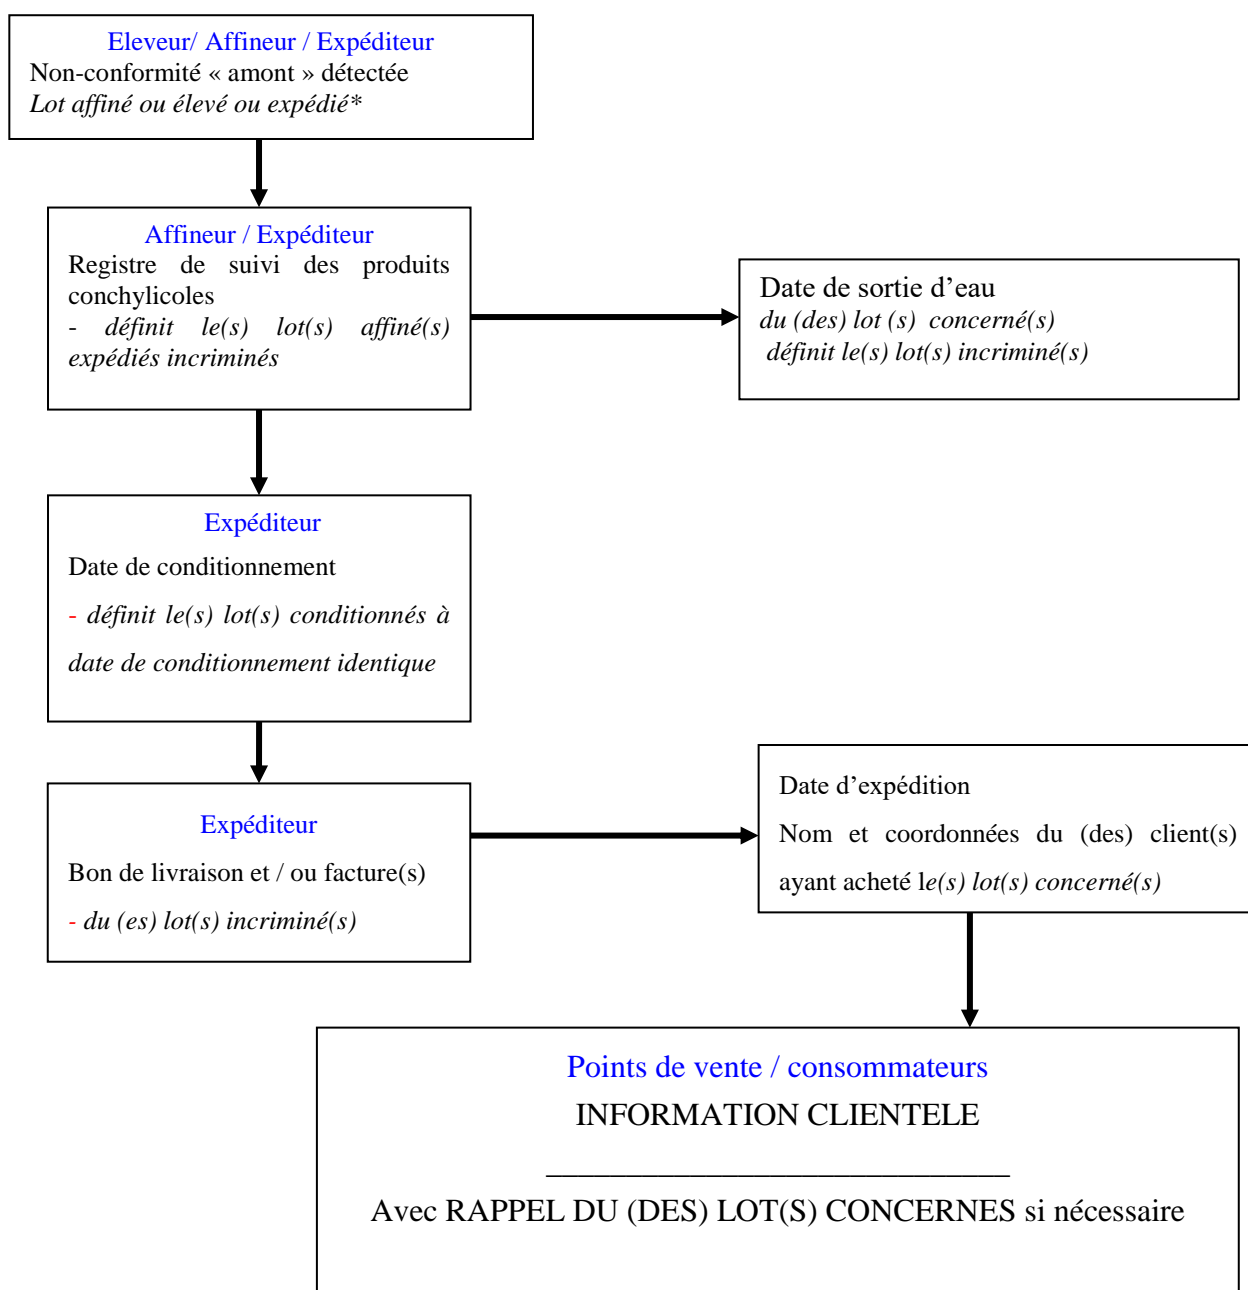 Eleveur/ Affineur / Expéditeur
Non-conformité « amont » détectée
Lot affiné ou élevé ou expédié*
Affineur / Expéditeur
Registre de suivi des produits
conchylicoles
- définit le(s) lot(s) affiné(s)
expédiés incriminés
Date de sortie d’eau
du (des) lot (s) concerné(s)
définit le(s) lot(s) incriminé(s)
Expéditeur
Date de conditionnement
- définit le(s) lot(s) conditionnés à
date de conditionnement identique
Expéditeur
Bon de livraison et / ou facture(s)
- du (es) lot(s) incriminé(s)
Date d’expédition
Nom et coordonnées du (des) client(s)
ayant acheté le(s) lot(s) concerné(s)
Points de vente / consommateurs
INFORMATION CLIENTELE
Avec RAPPEL DU (DES) LOT(S) CONCERNES si nécessaire